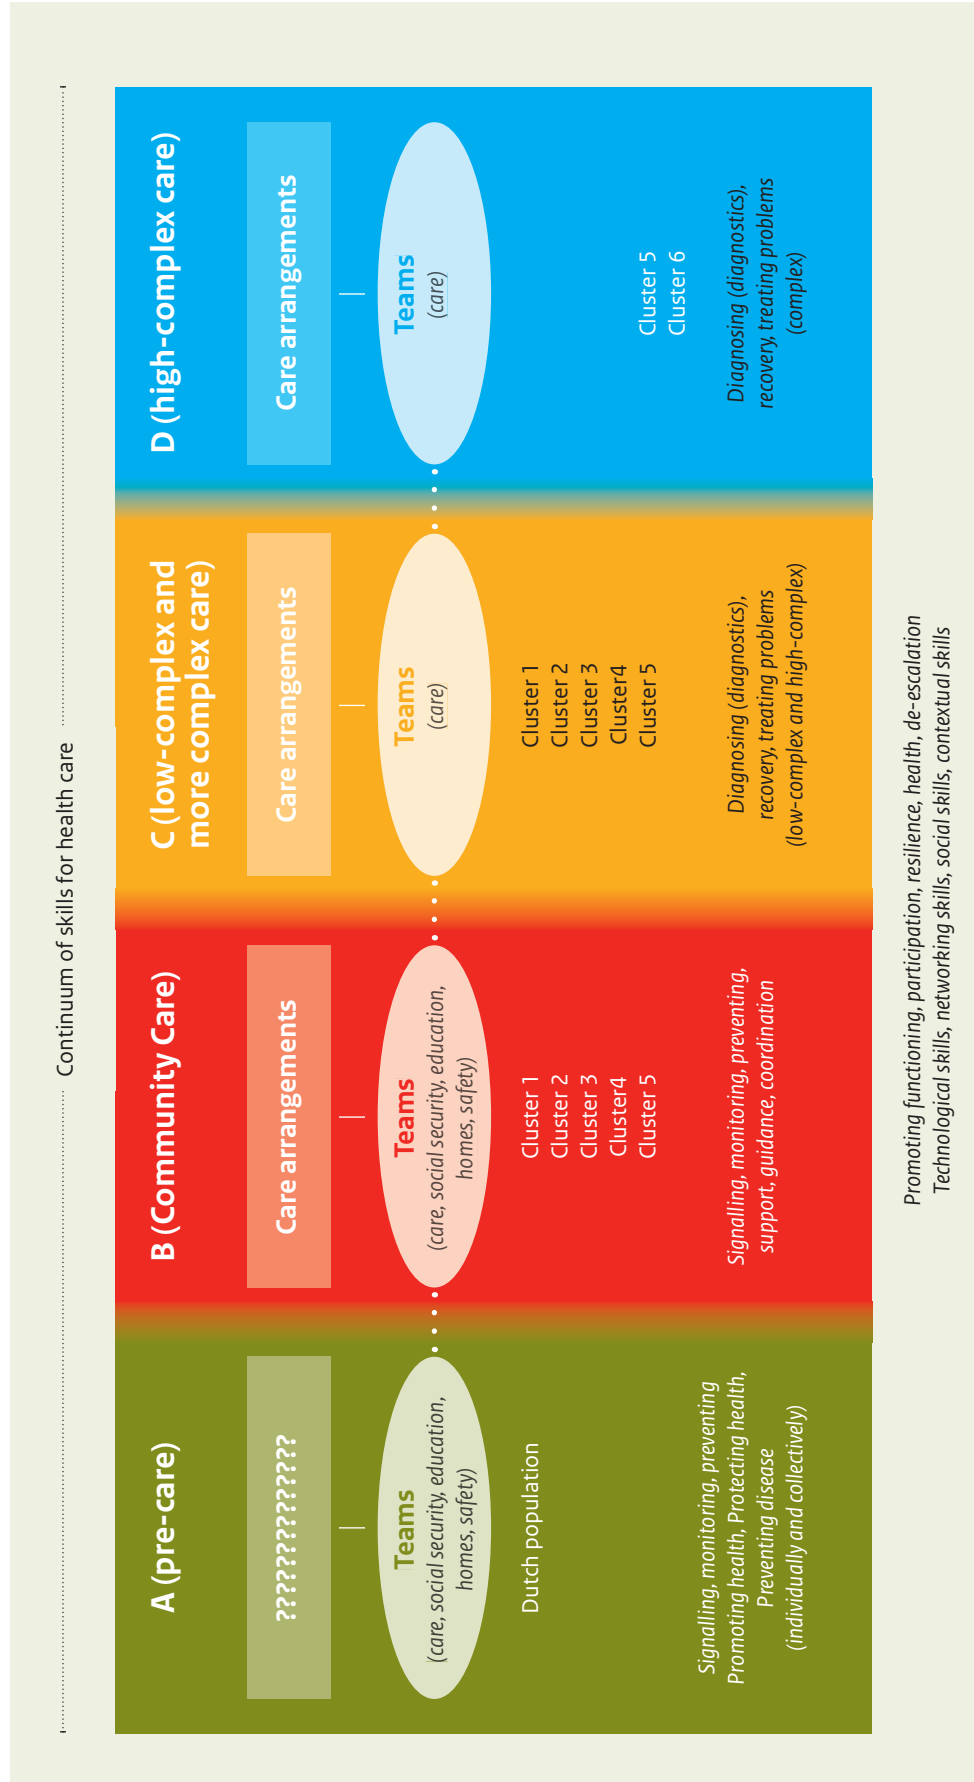 Continuum of skills for health care
A (pre-care)
???????????????
Teams
(care, social security, education,
homes, safety)
Dutch population
Signalling, monitoring, preventing
Promoting health, Protecting health,
Preventing disease
(individually and collectively)
B (Community Care)
Care arrangements
Teams
(care, social security, education,
homes, safety)
Cluster 1
Cluster 2
Cluster 3
Cluster4
Cluster 5
Signalling, monitoring, preventing,
support, guidance, coordination
C (low-complex and
more complex care)
Care arrangements
Teams
(care)
Cluster 1
Cluster 2
Cluster 3
Cluster4
Cluster 5
Diagnosing (diagnostics),
recovery, treating problems
(low-complex and high-complex)
D (high-complex care)
Care arrangements
Teams
(care)
Cluster 5
Cluster 6
Diagnosing (diagnostics),
recovery, treating problems
(complex)
Promoting functioning, participation, resilience, health, de-escalation
Technological skills, networking skills, social skills, contextual skills